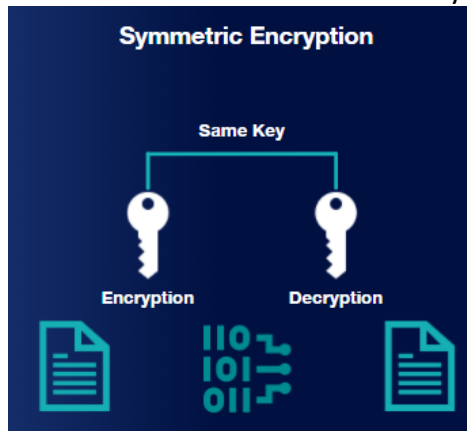 Symmetric Encryption
Same Key
Encryption Decryption
110
101
011